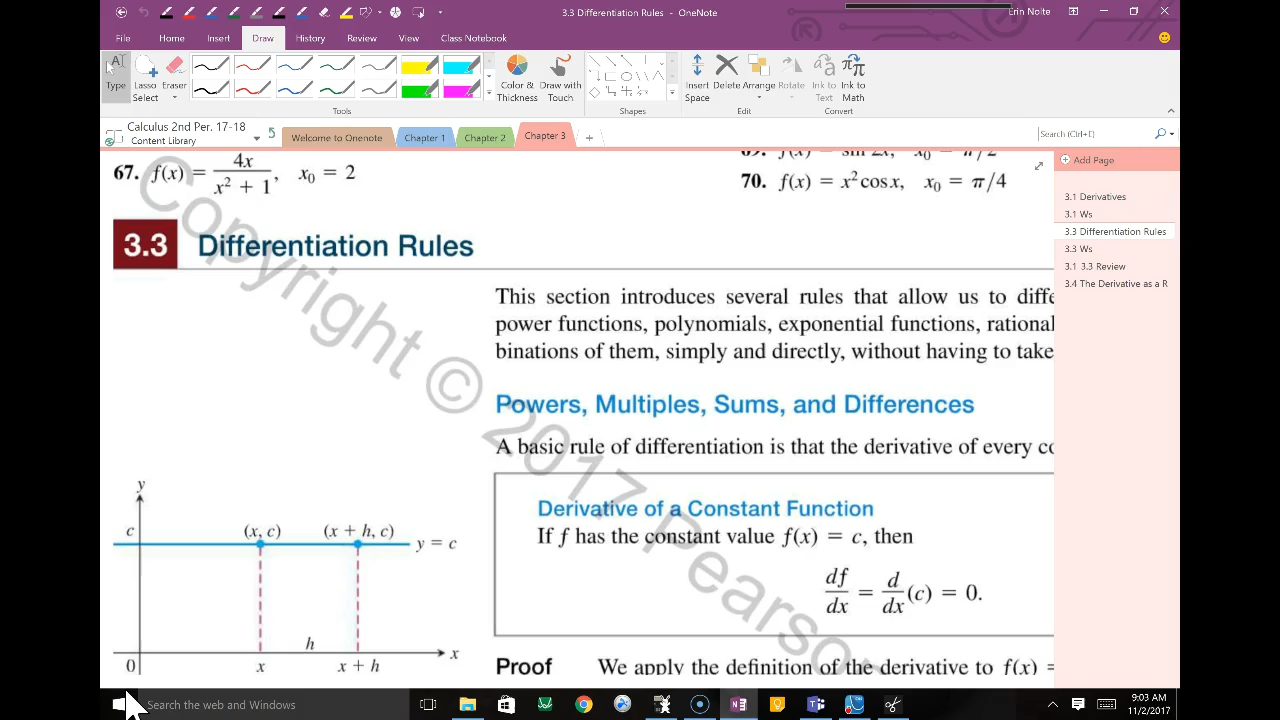 3.3 Differentiation Rules - OneNote
Erin Nolte
File Home Insert Draw History Review View Class Notebook
Type
Lasso Select
Eraser
Color & Thickness
Draw with Touch
Insert Space
Delete
Arrange
Rotate
Ink to Text
Ink to Math
Tools
Shapes
Edit
Convert
Calculus 2nd Per. 17-18
Content Library
Welcome to Onenote
Chapter 1
Chapter 2
Chapter 3
Search (Ctrl+E)
Add Page
3.1 Derivatives
3.1 Ws
3.3 Differentiation Rules
3.3 Ws
3.1 3.3 Review
3.4 The Derivative as a R
67. f(x) = 4x / (x² + 1), x₀ = 2
69. f(x) = sin 2x, x₀ = π/2
70. f(x) = x² cos x, x₀ = π/4
3.3 Differentiation Rules
This section introduces several rules that allow us to diffe
power functions, polynomials, exponential functions, rational
binations of them, simply and directly, without having to take
Powers, Multiples, Sums, and Differences
A basic rule of differentiation is that the derivative of every co
Derivative of a Constant Function
If f has the constant value f(x) = c, then
df/dx = d/dx (c) = 0.
Proof We apply the definition of the derivative to f(x) =
y
c
(x, c)
(x + h, c)
y = c
h
0
x
x + h
x
Copyright © 2017 Pearson
Search the web and Windows
9:03 AM
11/2/2017